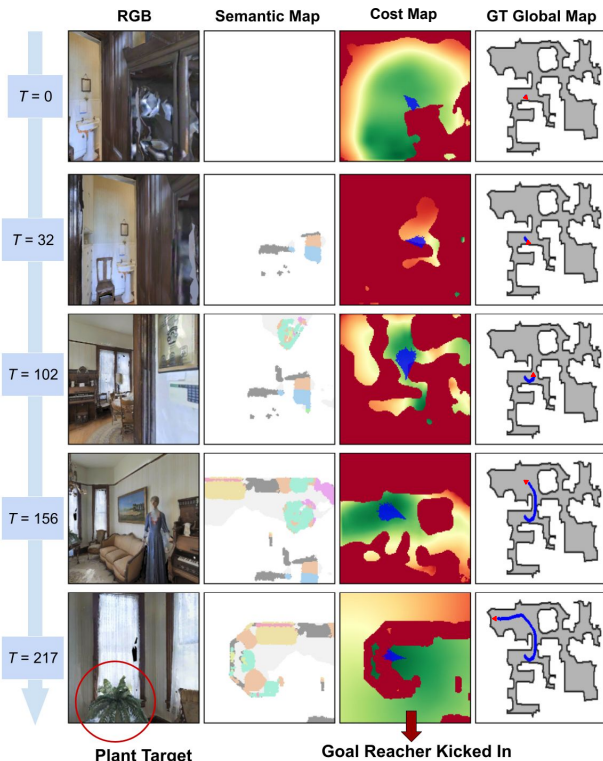 RGB
Semantic Map
Cost Map
GT Global Map
T = 0
T = 32
T = 102
T = 156
T = 217
Plant Target
Goal Reacher Kicked In